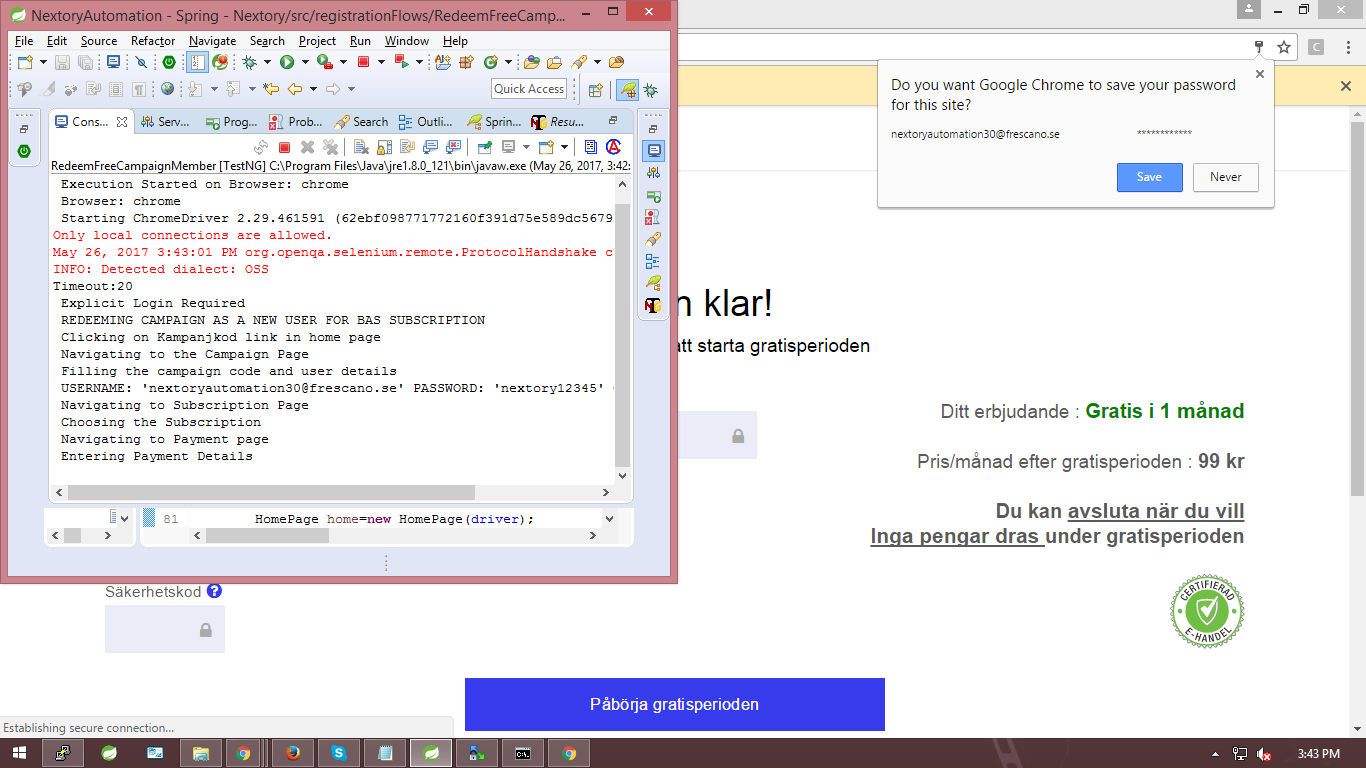 NextoryAutomation - Spring - Nextory/src/registrationFlows/RedeemFreeCamp...
File Edit Source Refactor Navigate Search Project Run Window Help
Quick Access
Cons... Serv... Prog... Prob... Search Outli... Sprin... Resu...
RedeemFreeCampaignMember [TestNG] C:\Program Files\Java\jre1.8.0_121\bin\javaw.exe (May 26, 2017, 3:42:
Execution Started on Browser: chrome
Browser: chrome
Starting ChromeDriver 2.29.461591 (62ebf098771772160f391d75e589dc5679
Only local connections are allowed.
May 26, 2017 3:43:01 PM org.openqa.selenium.remote.ProtocolHandshake c
INFO: Detected dialect: OSS
Timeout:20
Explicit Login Required
REDEEMING CAMPAIGN AS A NEW USER FOR BAS SUBSCRIPTION
Clicking on Kampanjkod link in home page
Navigating to the Campaign Page
Filling the campaign code and user details
USERNAME: 'nextoryautomation30@frescano.se' PASSWORD: 'nextory12345'
Navigating to Subscription Page
Choosing the Subscription
Navigating to Payment page
Entering Payment Details
81 HomePage home=new HomePage(driver);
Do you want Google Chrome to save your password
for this site?
nextoryautomation30@frescano.se ************
Save Never
C
n klar!
att starta gratisperioden
Ditt erbjudande : Gratis i 1 månad
Pris/månad efter gratisperioden : 99 kr
Du kan avsluta när du vill
Inga pengar dras under gratisperioden
CERTIFIERAD
E-HANDEL
Säkerhetskod ?
Påbörja gratisperioden
Establishing secure connection...
3:43 PM